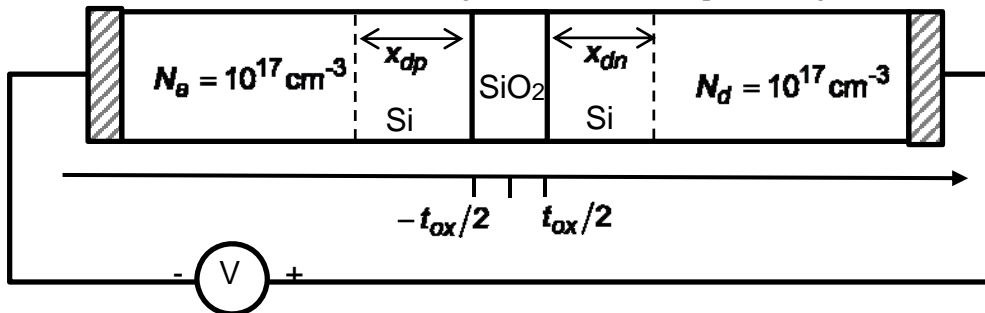 x_dp x_dn
N_a = 10^17 cm^-3 SiO2 N_d = 10^17 cm^-3
Si Si
-t_ox/2 t_ox/2
- V +